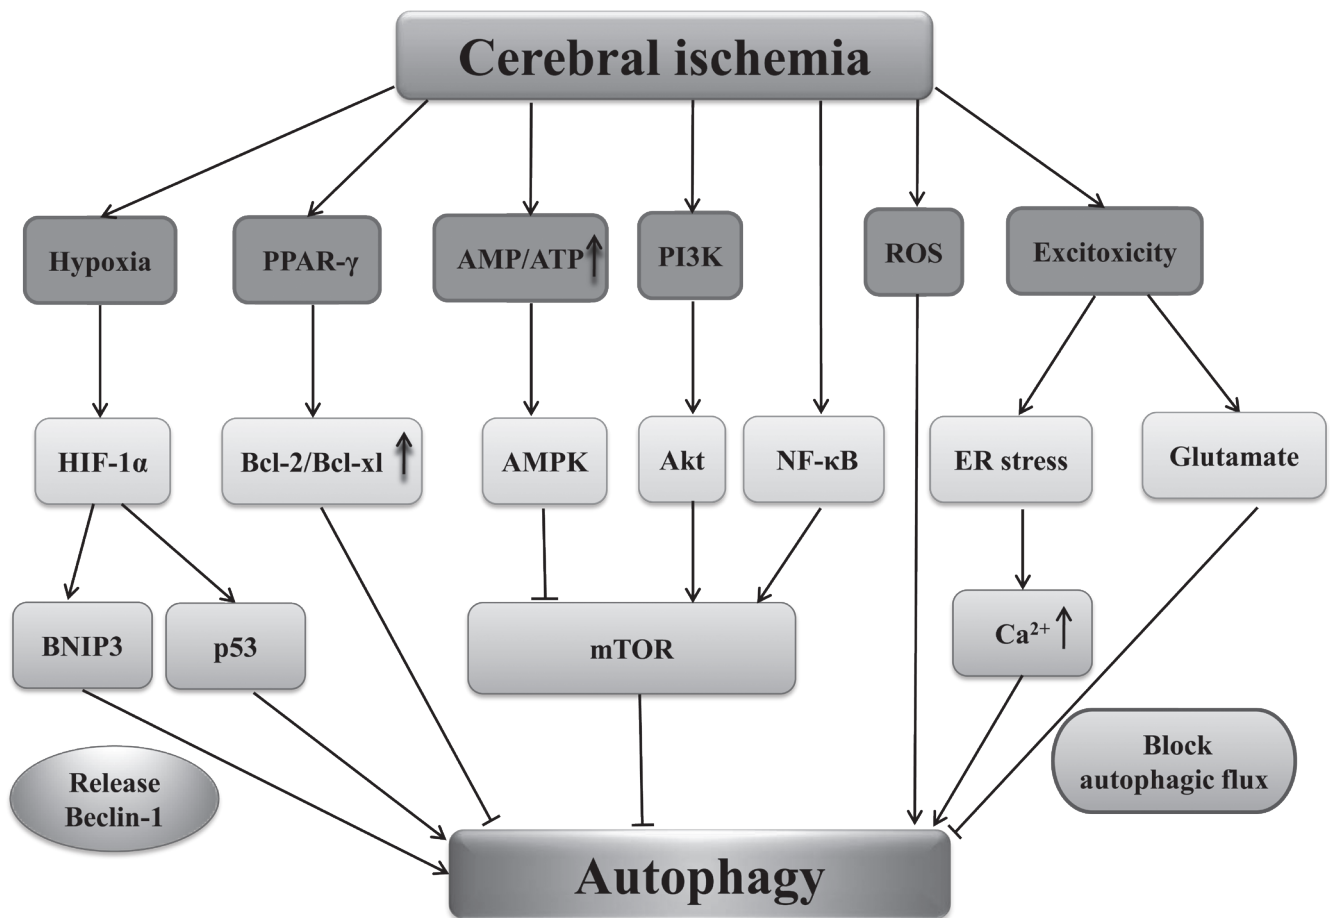 Cerebral ischemia
Hypoxia
PPAR-γ
AMP/ATP
PI3K
ROS
Excitoxicity
HIF-1α
Bcl-2/Bcl-xl
AMPK
Akt
NF-κB
ER stress
Glutamate
BNIP3
p53
mTOR
Ca²⁺
Release
Beclin-1
Block
autophagic flux
Autophagy